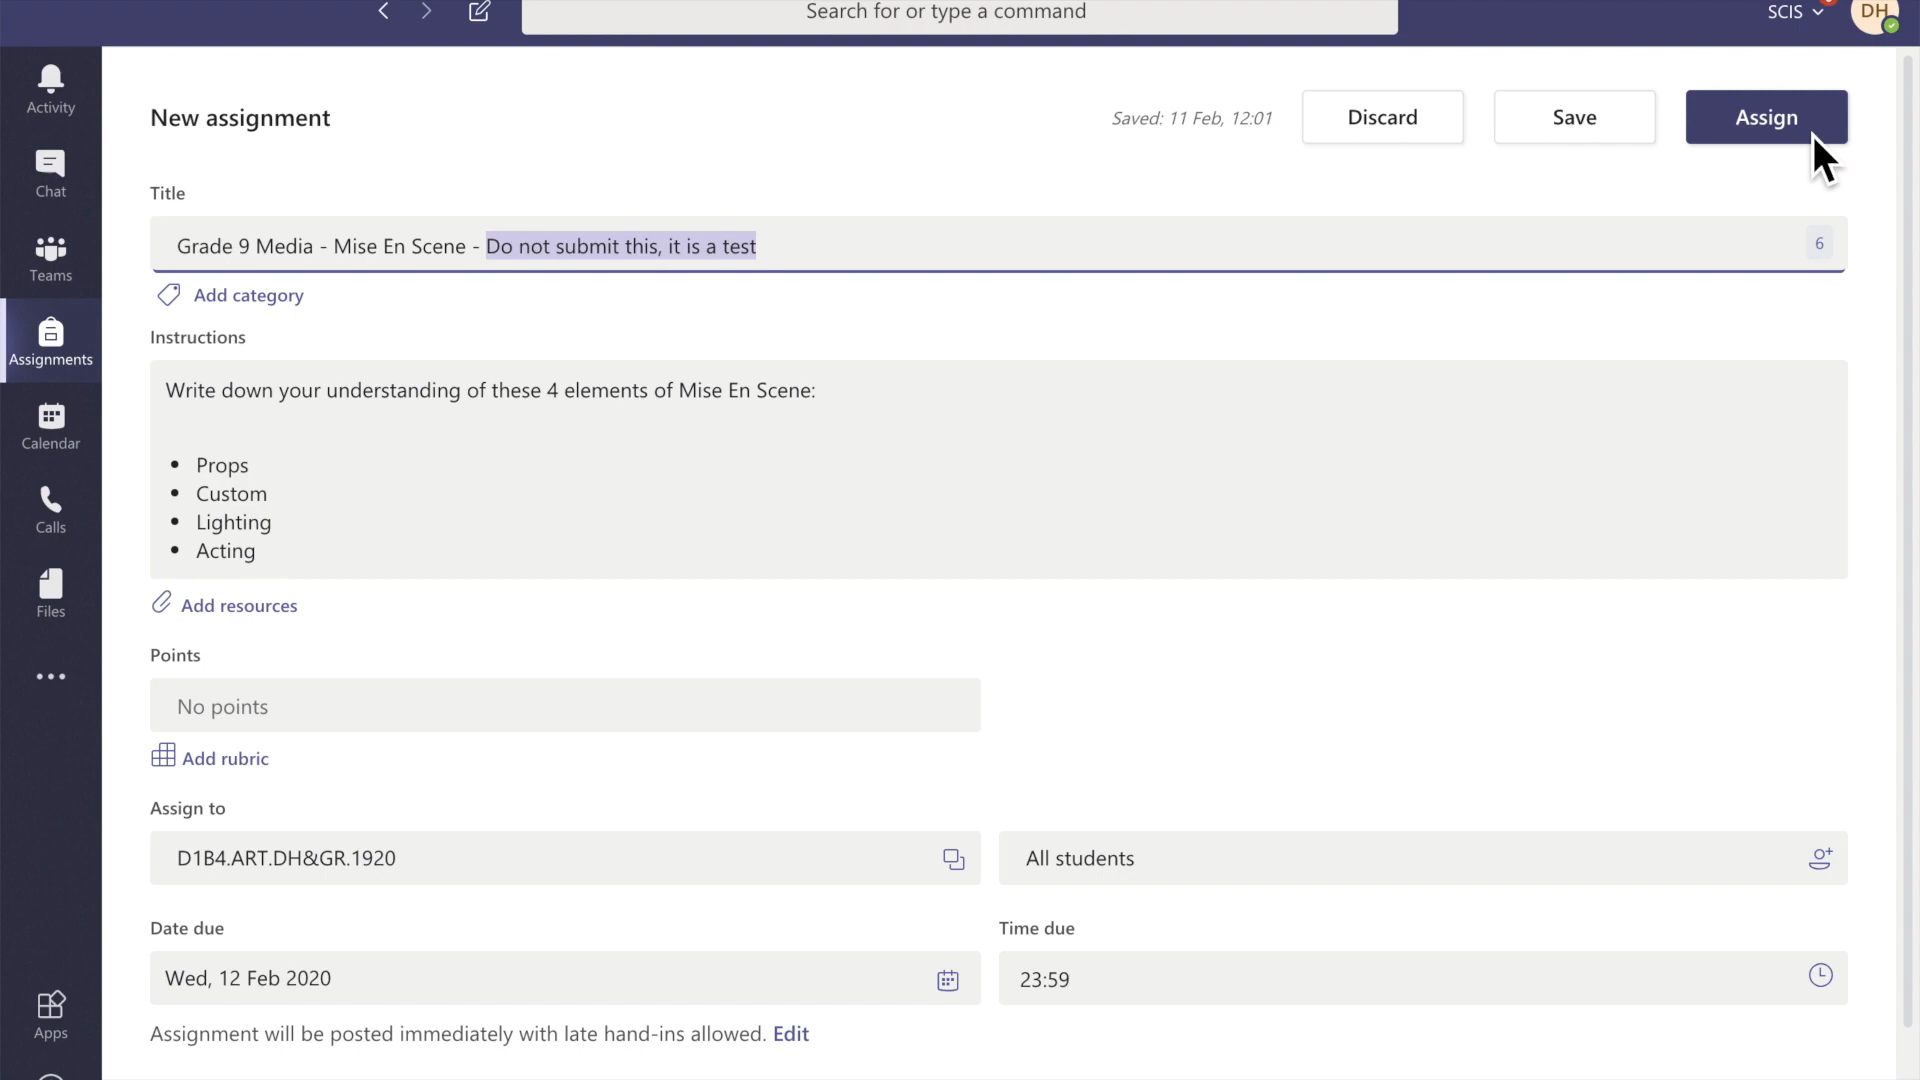 Search for or type a command
SCIS
DH
Activity
Chat
Teams
Assignments
Calendar
Calls
Files
Apps
New assignment
Saved: 11 Feb, 12:01
Discard
Save
Assign
Title
Grade 9 Media - Mise En Scene - Do not submit this, it is a test
6
Add category
Instructions
Write down your understanding of these 4 elements of Mise En Scene:
• Props
• Custom
• Lighting
• Acting
Add resources
Points
No points
Add rubric
Assign to
D1B4.ART.DH&GR.1920
All students
Date due
Time due
Wed, 12 Feb 2020
23:59
Assignment will be posted immediately with late hand-ins allowed. Edit